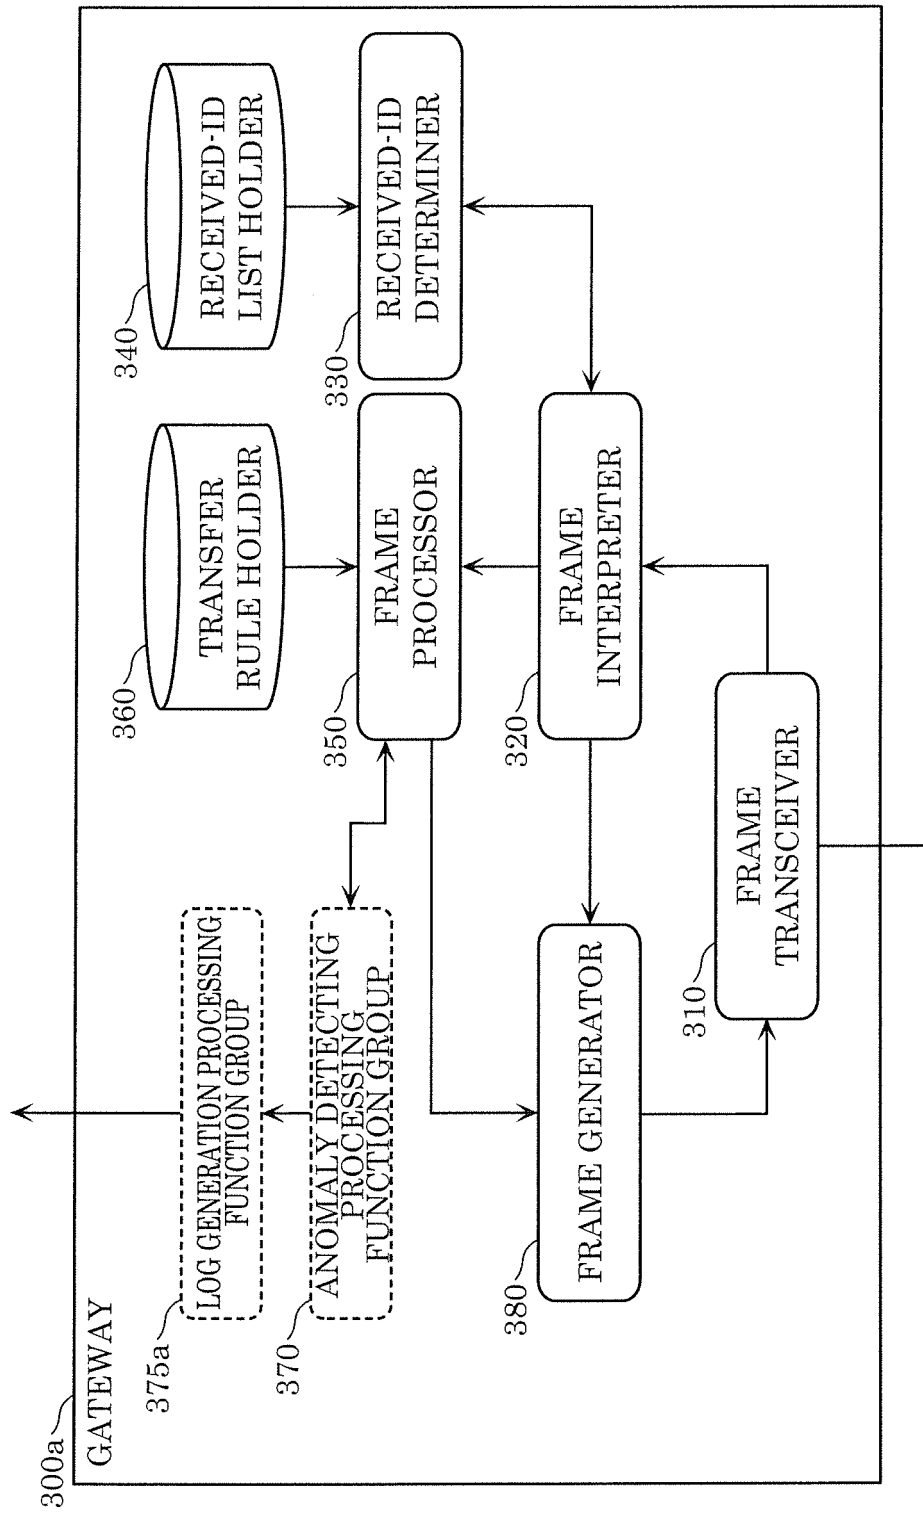 300a
GATEWAY
375a
LOG GENERATION PROCESSING
FUNCTION GROUP
370
ANOMALY DETECTING
PROCESSING
FUNCTION GROUP
360
TRANSFER
RULE HOLDER
340
RECEIVED-ID
LIST HOLDER
350
FRAME
PROCESSOR
330
RECEIVED-ID
DETERMINER
380
FRAME GENERATOR
320
FRAME
INTERPRETER
310
FRAME
TRANSCEIVER